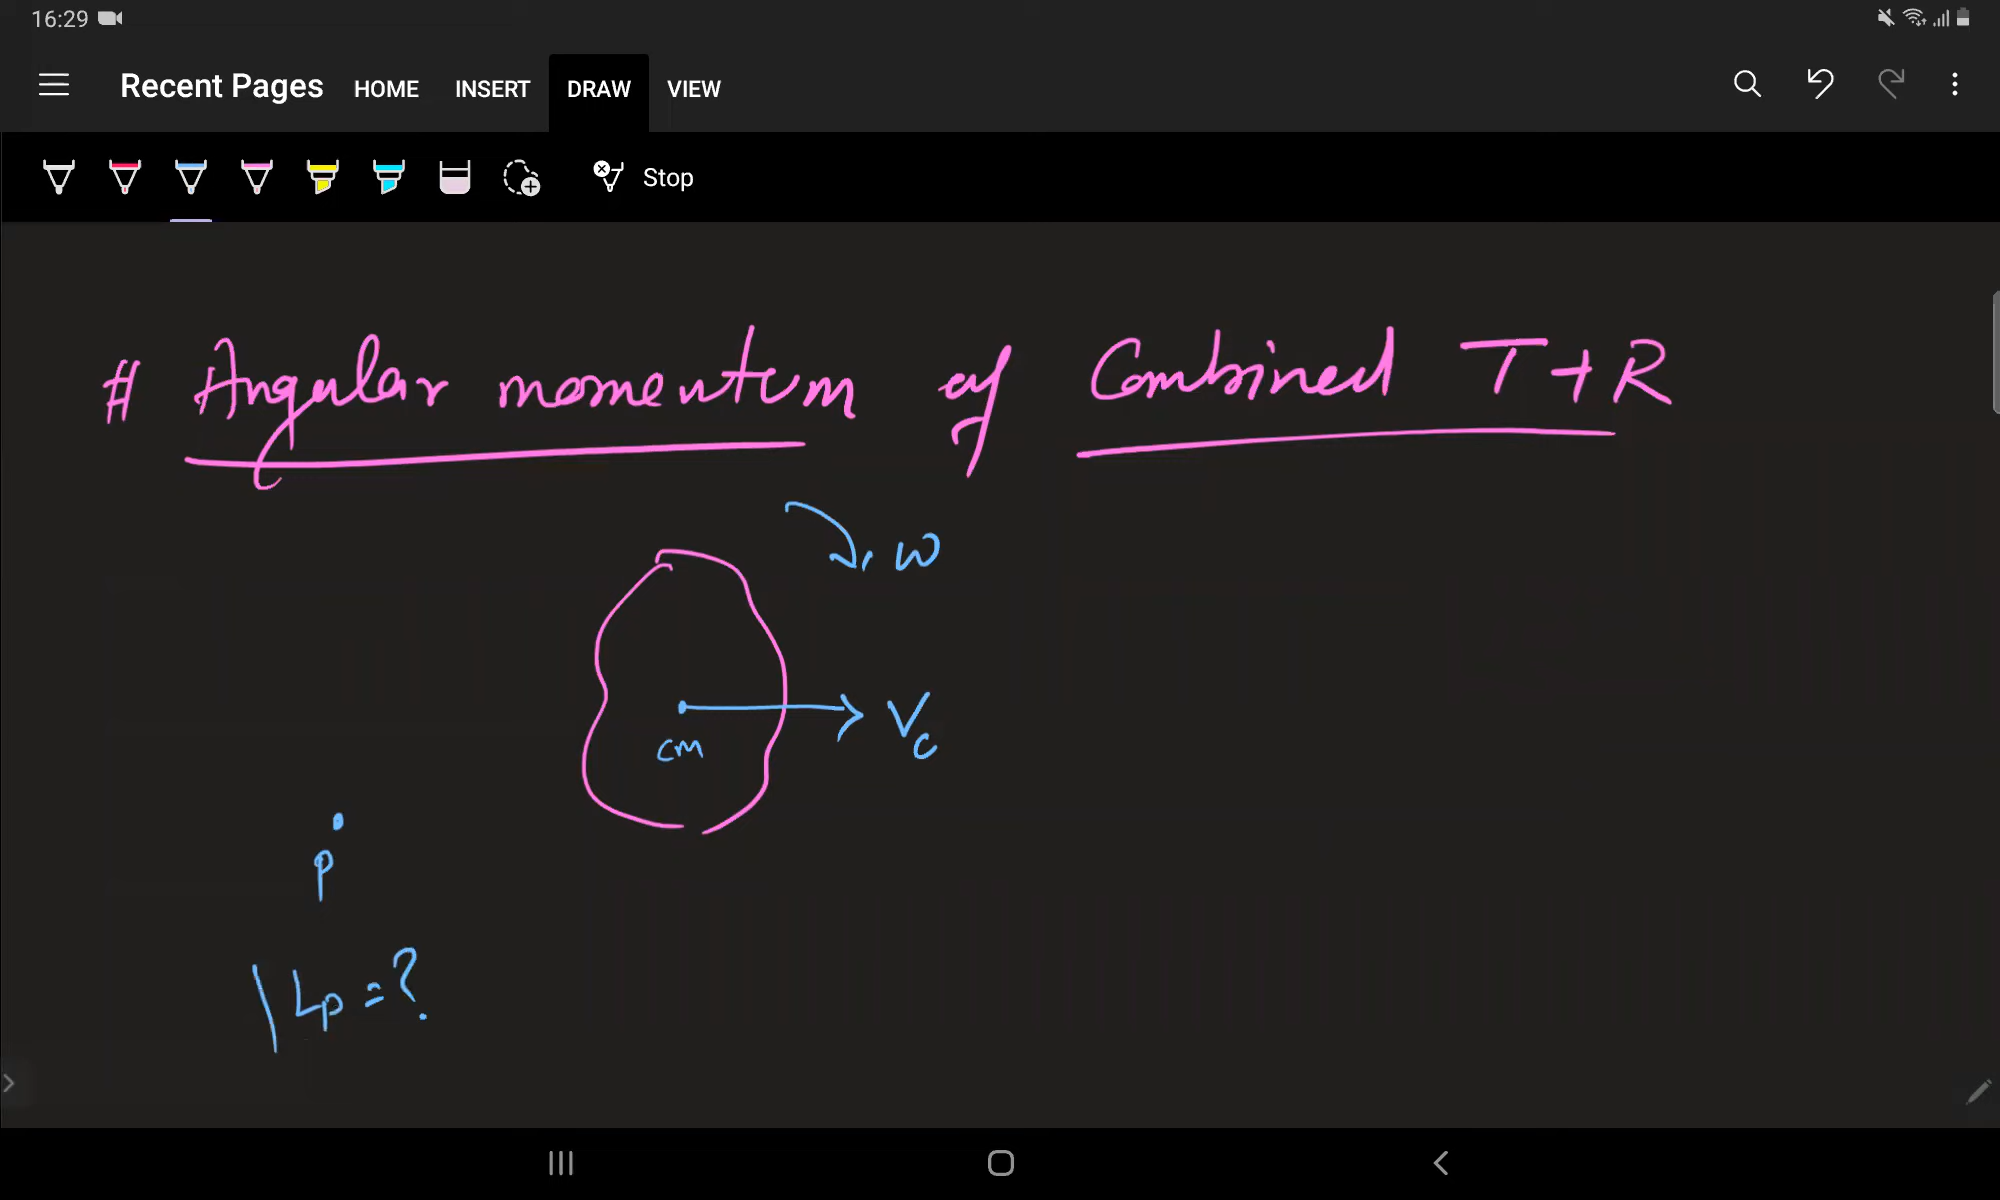 16:29
Recent Pages HOME INSERT DRAW VIEW
Stop
# Angular momentum of Combined T+R
ω
Vc
cm
p
Lp = ?